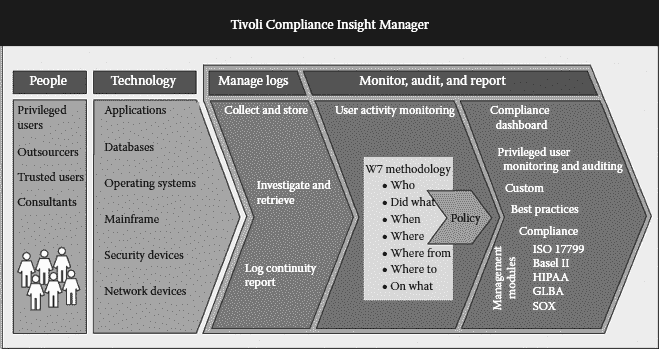 Tivoli Compliance Insight Manager
People
Technology
Manage logs
Monitor, audit, and report
Privileged
users
Outsourcers
Trusted users
Consultants
Applications
Databases
Operating systems
Mainframe
Security devices
Network devices
Collect and store
Investigate and
retrieve
Log continuity
report
User activity monitoring
W7 methodology
• Who
• Did what
• When
• Where
• Where from
• Where to
• On what
Policy
Compliance
dashboard
Privileged user
monitoring and auditing
Custom
Best practices
Compliance
Management
modules
ISO 17799
Basel II
HIPAA
GLBA
SOX